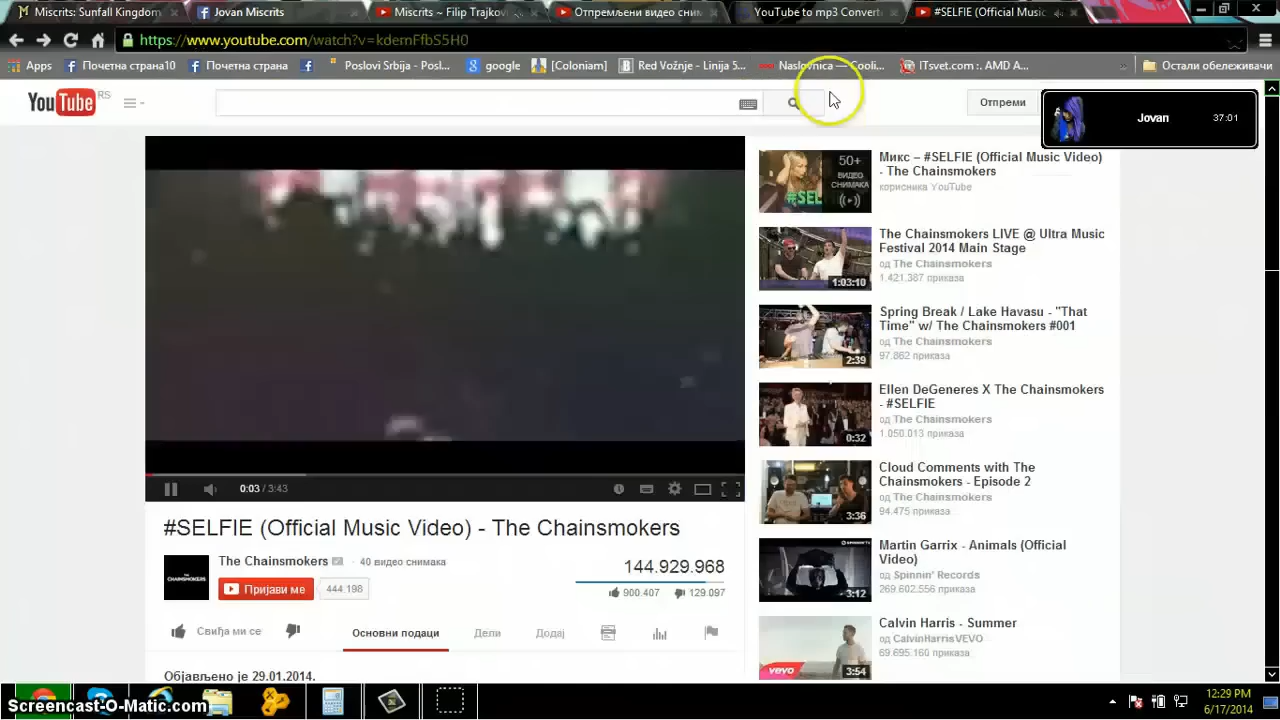 Miscrits: Sunfall Kingdom
Jovan Miscrits
Miscrits ~ Filip Trajkov
Отпремљени видео сним
YouTube to mp3 Convert
#SELFIE (Official Music
https://www.youtube.com/watch?v=kdemFfbS5H0
Apps
Почетна страна10
Почетна страна
Poslovi Srbija - Posl...
google
[Coloniam]
Red Vožnje - Linija 5...
Naslovnica — Cooli...
ITsvet.com :. AMD A...
»
Остали обележивачи
YouTube RS
Отпреми
Jovan
37:01
50+
ВИДЕО
СНИМАКА
#SEL
Микс – #SELFIE (Official Music Video)
- The Chainsmokers
корисника YouTube
The Chainsmokers LIVE @ Ultra Music
Festival 2014 Main Stage
од The Chainsmokers
1.421.387 приказа
1:03:10
Spring Break / Lake Havasu - "That
Time" w/ The Chainsmokers #001
од The Chainsmokers
97.862 приказа
2:39
Ellen DeGeneres X The Chainsmokers
- #SELFIE
од The Chainsmokers
1.050.013 приказа
0:32
Cloud Comments with The
Chainsmokers - Episode 2
од The Chainsmokers
94.475 приказа
3:36
Martin Garrix - Animals (Official
Video)
од Spinnin' Records
269.602.556 приказа
3:12
Calvin Harris - Summer
од CalvinHarrisVEVO
69.695.160 приказа
vevo
3:54
0:03 / 3:43
#SELFIE (Official Music Video) - The Chainsmokers
THE CHAINSMOKERS
The Chainsmokers · 40 видео снимака
Пријави ме 444.198
144.929.968
900.407 129.097
Свиђа ми се
Основни подаци
Дели
Додај
Објављено је 29.01.2014.
Screencast-O-Matic.com
12:29 PM
6/17/2014